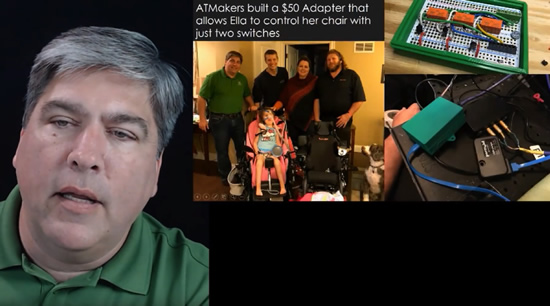 ATMakers built a $50 Adapter that
allows Ella to control her chair with
just two switches